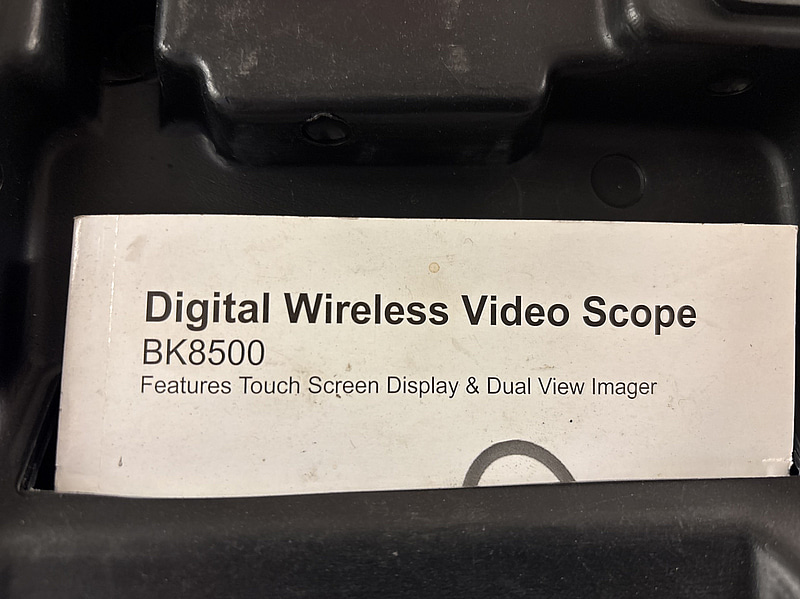 Digital Wireless Video Scope
BK8500
Features Touch Screen Display & Dual View Imager